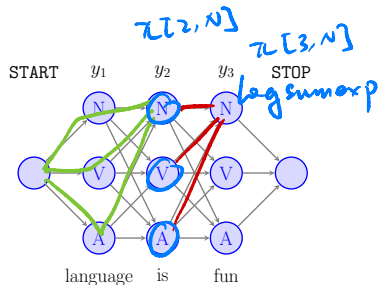 π[2,N]
π[3,N]
START y₁ y₂ y₃ STOP
logsumexp
N N N
V V V
A A A
language is fun